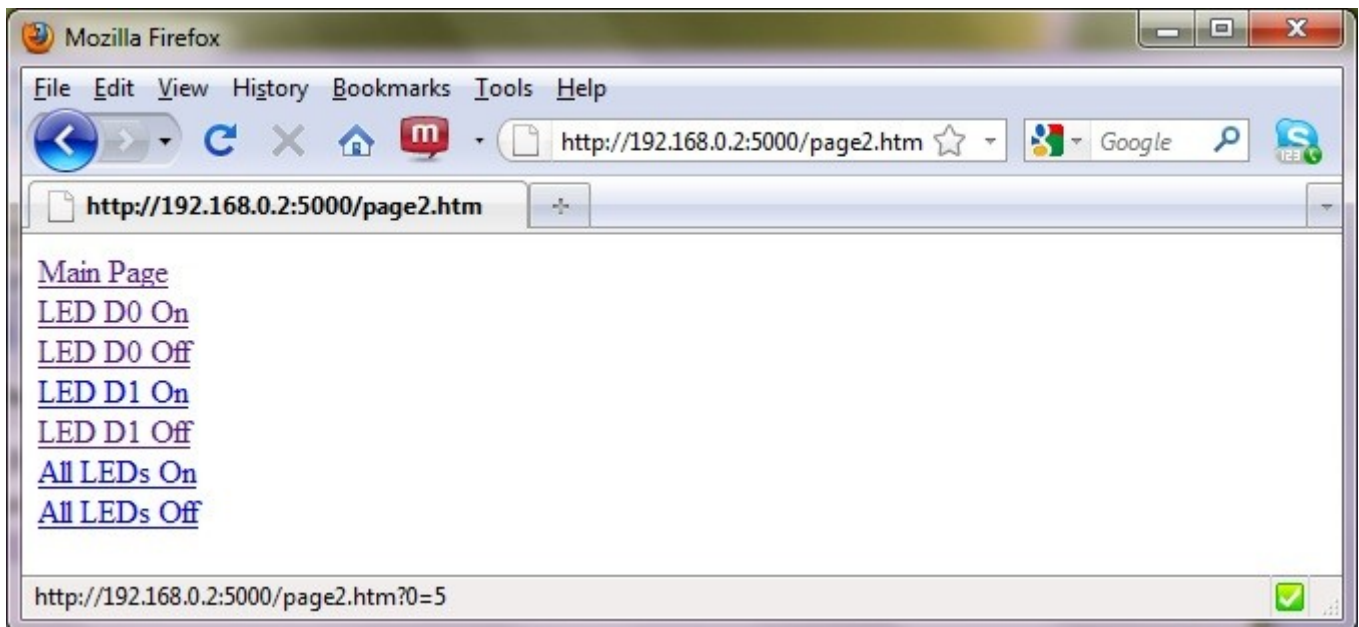 Mozilla Firefox
File Edit View History Bookmarks Tools Help
m http://192.168.0.2:5000/page2.htm Google S 123
http://192.168.0.2:5000/page2.htm
Main Page
LED D0 On
LED D0 Off
LED D1 On
LED D1 Off
All LEDs On
All LEDs Off
http://192.168.0.2:5000/page2.htm?0=5